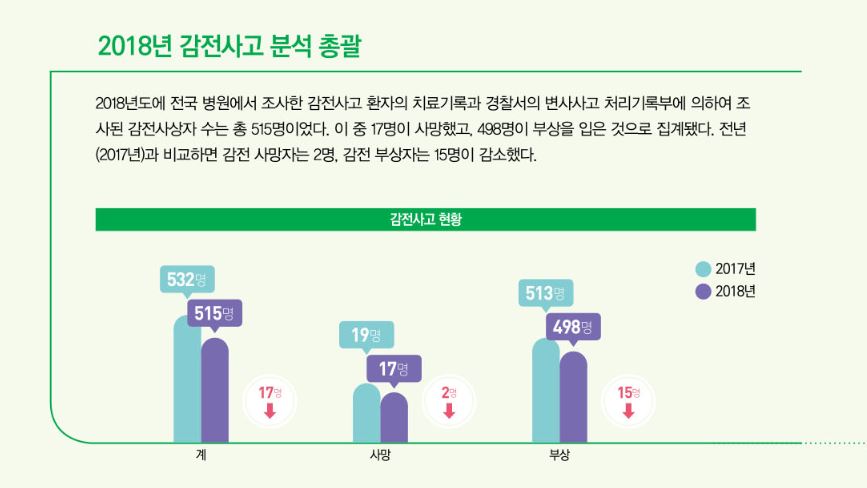 2018년 감전사고 분석 총괄
2018년도에 전국 병원에서 조사한 감전사고 환자의 치료기록과 경찰서의 변사사고 처리기록부에 의하여 조
사된 감전사상자 수는 총 515명이었다. 이 중 17명이 사망했고, 498명이 부상을 입은 것으로 집계됐다. 전년
(2017년)과 비교하면 감전 사망자는 2명, 감전 부상자는 15명이 감소했다.
감전사고 현황
2017년
2018년
532명
515명
17명
19명
17명
2명
513명
498명
15명
계
사망
부상